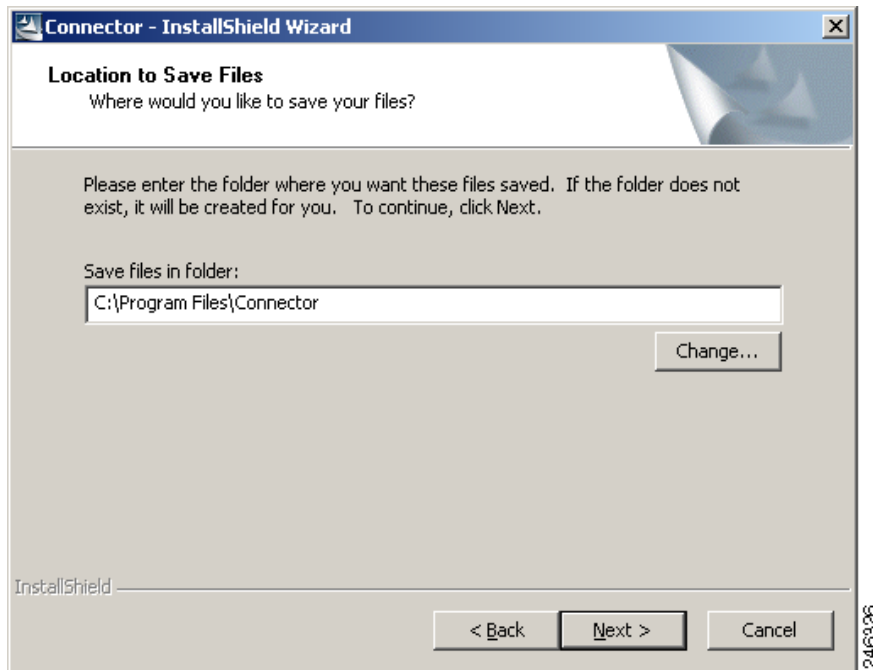 Connector - InstallShield Wizard
Location to Save Files
Where would you like to save your files?
Please enter the folder where you want these files saved. If the folder does not
exist, it will be created for you. To continue, click Next.
Save files in folder:
C:\Program Files\Connector
Change...
InstallShield
< Back
Next >
Cancel
246326